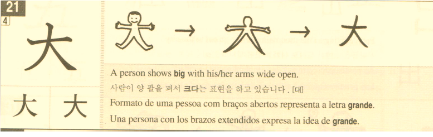 21
4
大
大 大
→ → 大
A person shows big with his/her arms wide open.
사람이 양 팔을 펴서 크다는 표현을 하고 있습니다. [대]
Formato de uma pessoa com braços abertos representa a letra grande.
Una persona con los brazos extendidos expresa la idea de grande.